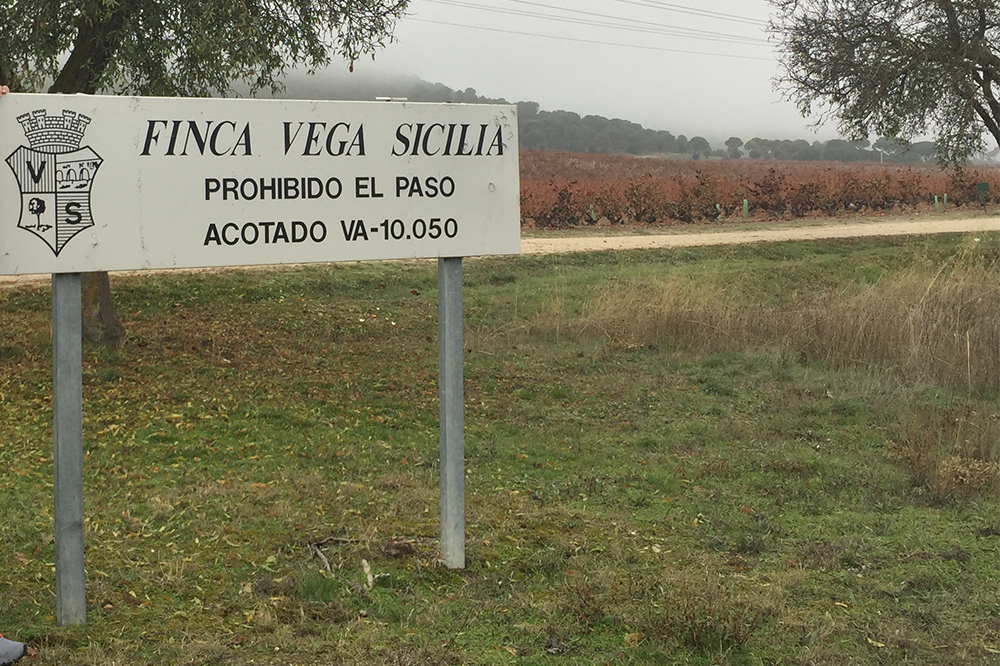 V
S
FINCA VEGA SICILIA
PROHIBIDO EL PASO
ACOTADO VA-10.050